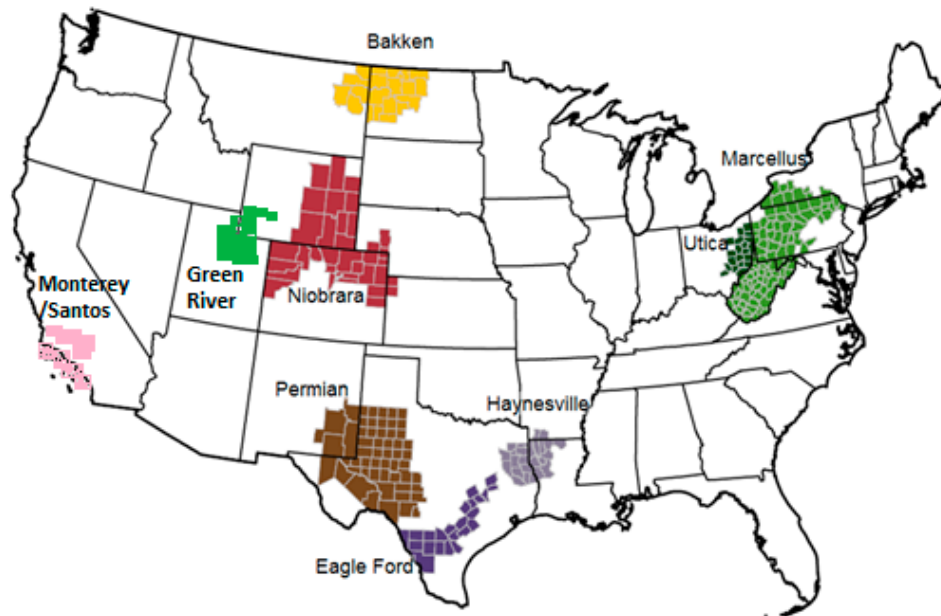 Bakken
Marcellus
Utica
Green
River
Monterey
/Santos
Niobrara
Permian
Haynesville
Eagle Ford